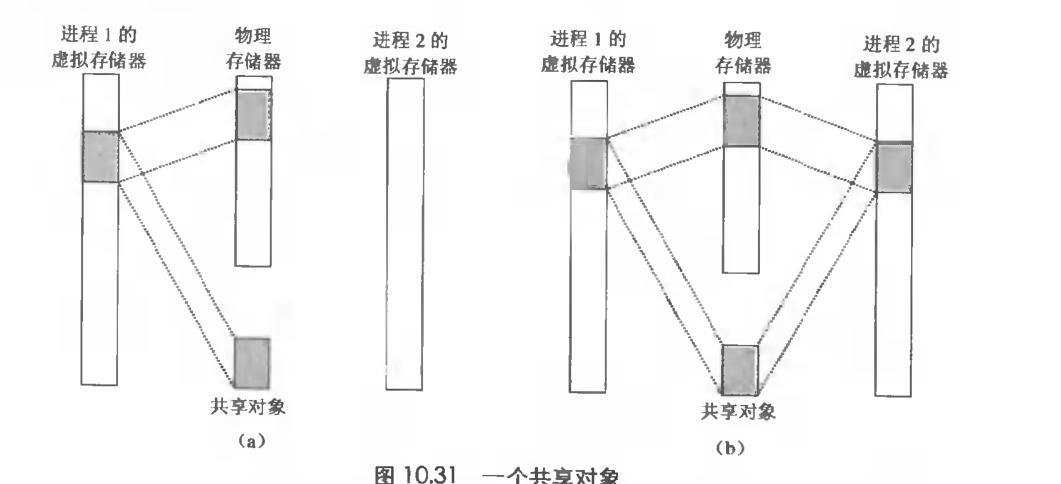 进程 1 的
虚拟存储器
物理
存储器
进程 2 的
虚拟存储器
进程 1 的
虚拟存储器
物理
存储器
进程 2 的
虚拟存储器
共享对象
(a)
共享对象
(b)
图 10.31 一个共享对象